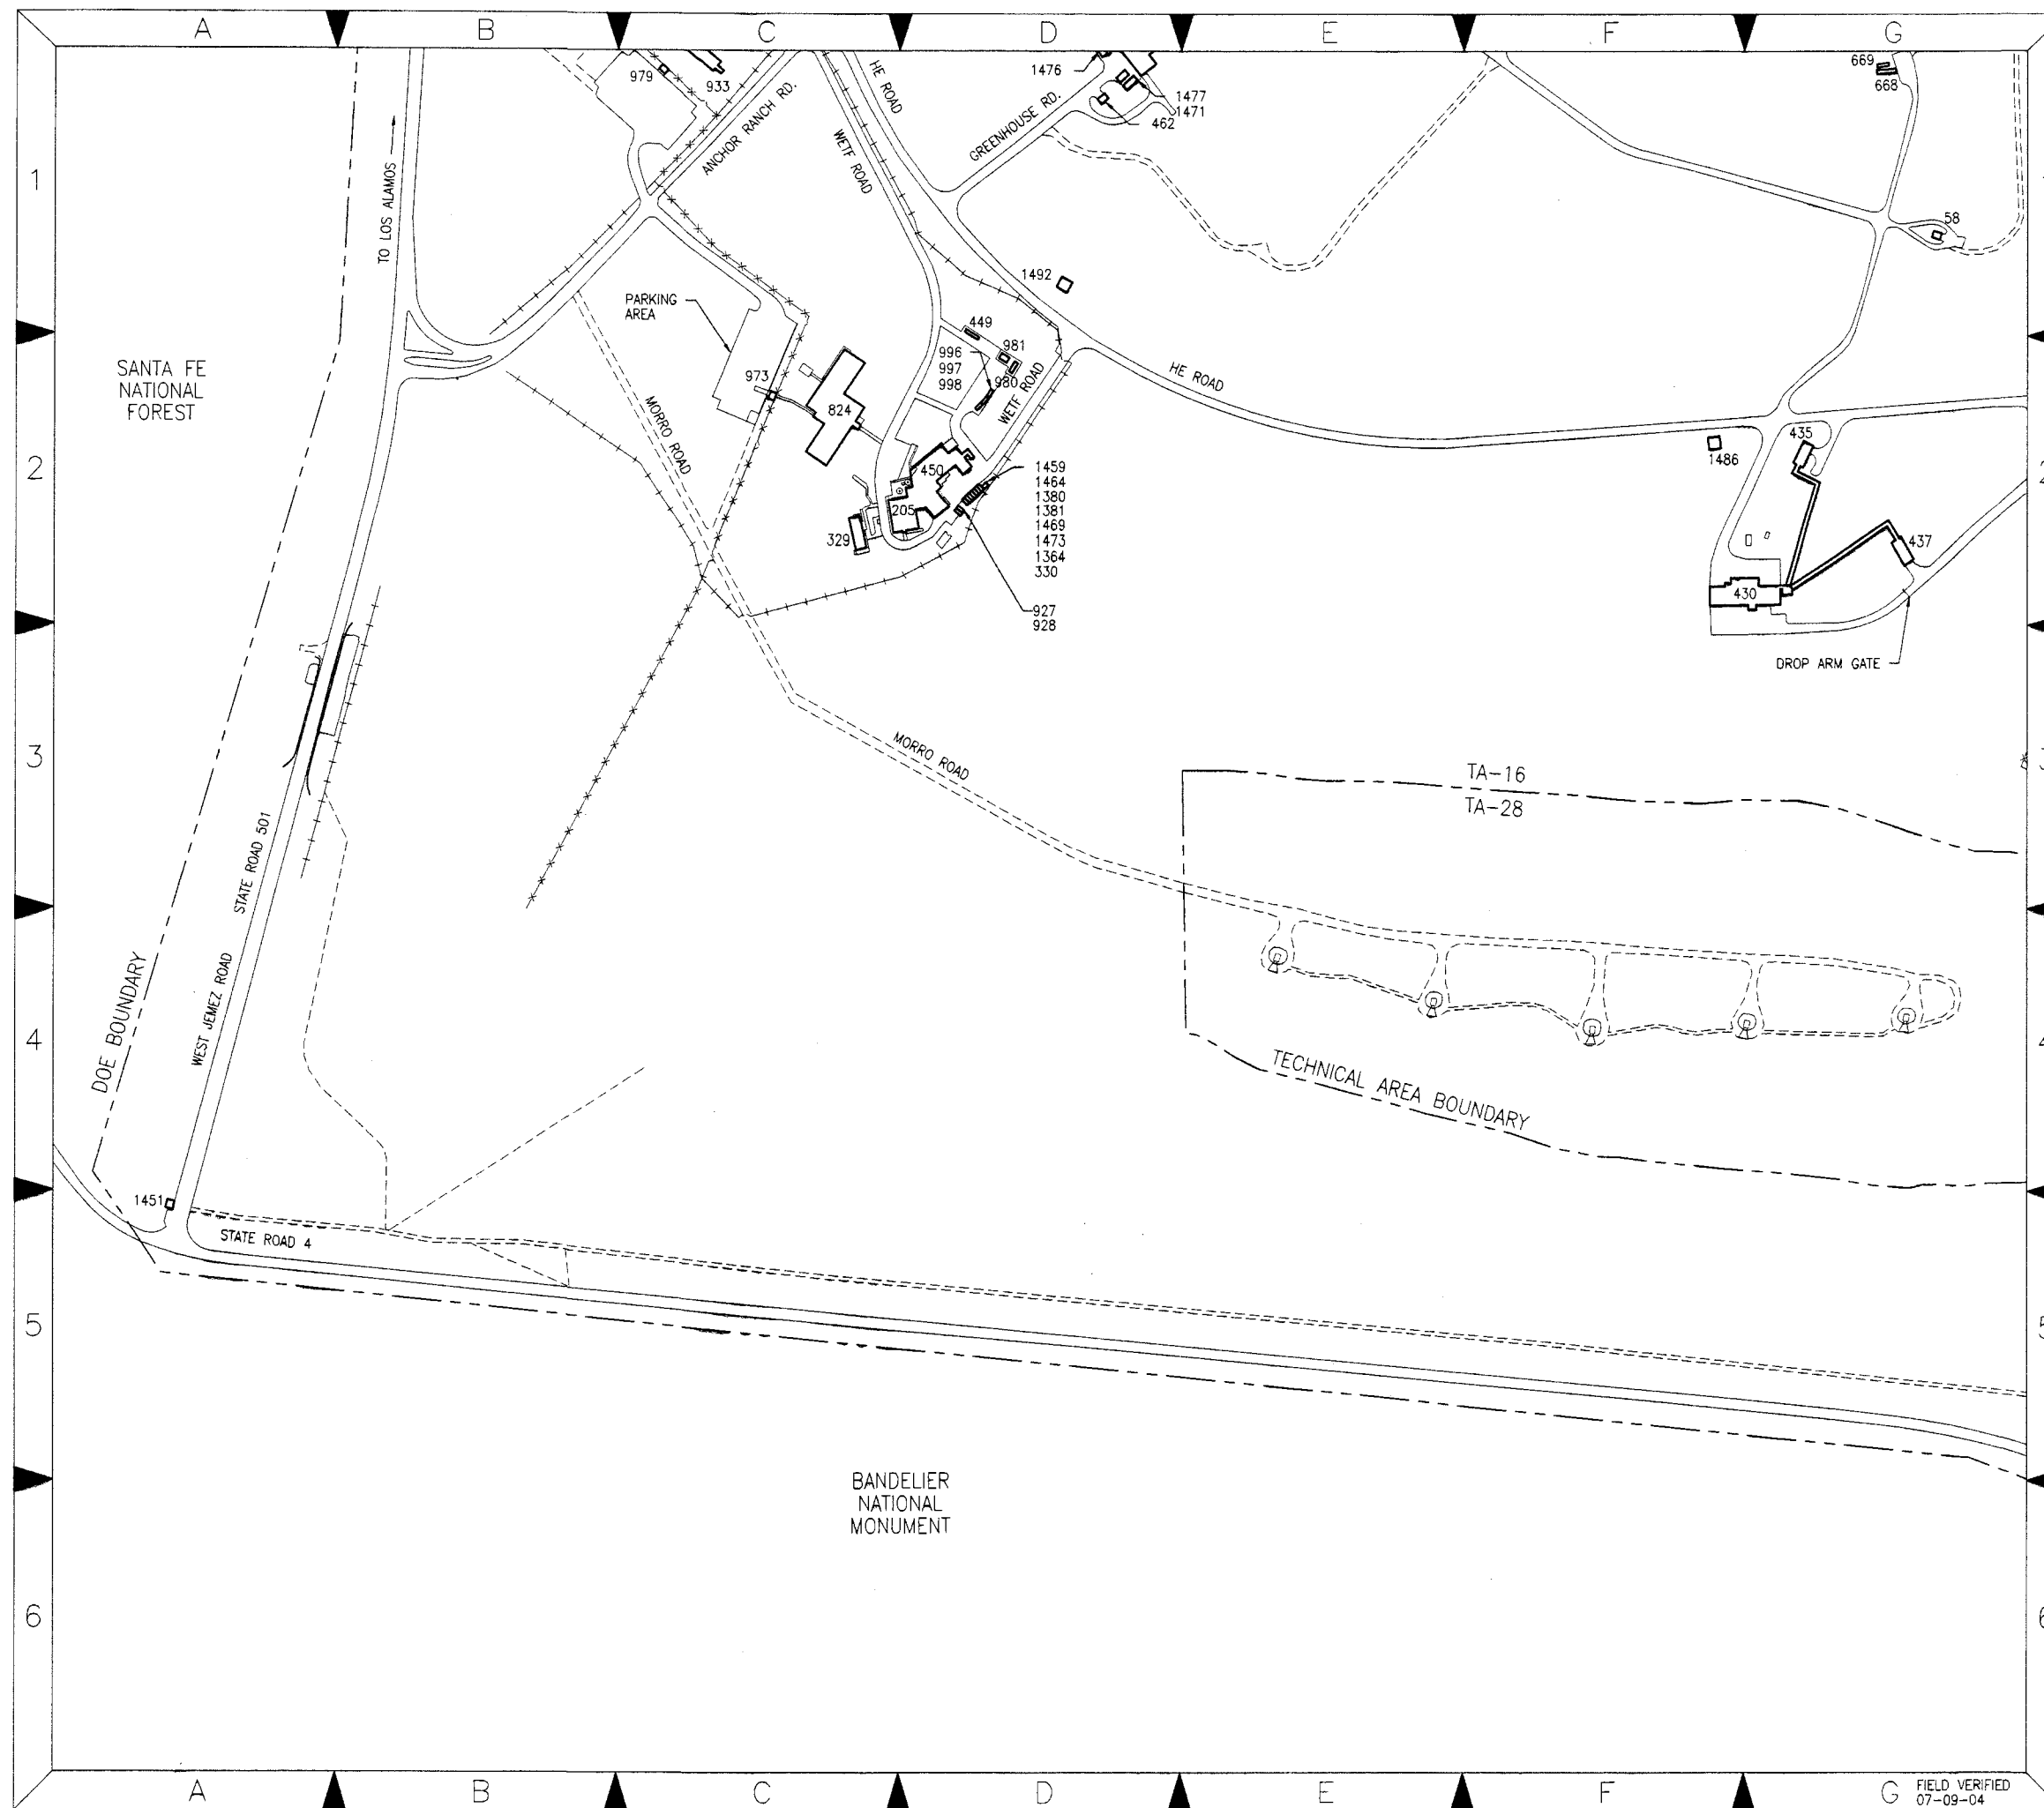 A
B
C
D
E
F
G
979
933
ANCHOR RANCH RD.
HE ROAD
WETF ROAD
1476
1477
1471
462
GREENHOUSE RD.
669
668
58
1
TO LOS ALAMOS
PARKING
AREA
1492
449
981
996
997
998
980
WETF ROAD
HE ROAD
SANTA FE
NATIONAL
FOREST
973
824
MORRO ROAD
2
450
205
329
1459
1464
1380
1381
1469
1473
1364
330
927
928
1486
435
437
430
DROP ARM GATE
3
MORRO ROAD
TA-16
TA-28
STATE ROAD 501
WEST JEMEZ ROAD
DOE BOUNDARY
4
TECHNICAL AREA BOUNDARY
1451
STATE ROAD 4
5
BANDELIER
NATIONAL
MONUMENT
6
A
B
C
D
E
F
G
FIELD VERIFIED
07-09-04